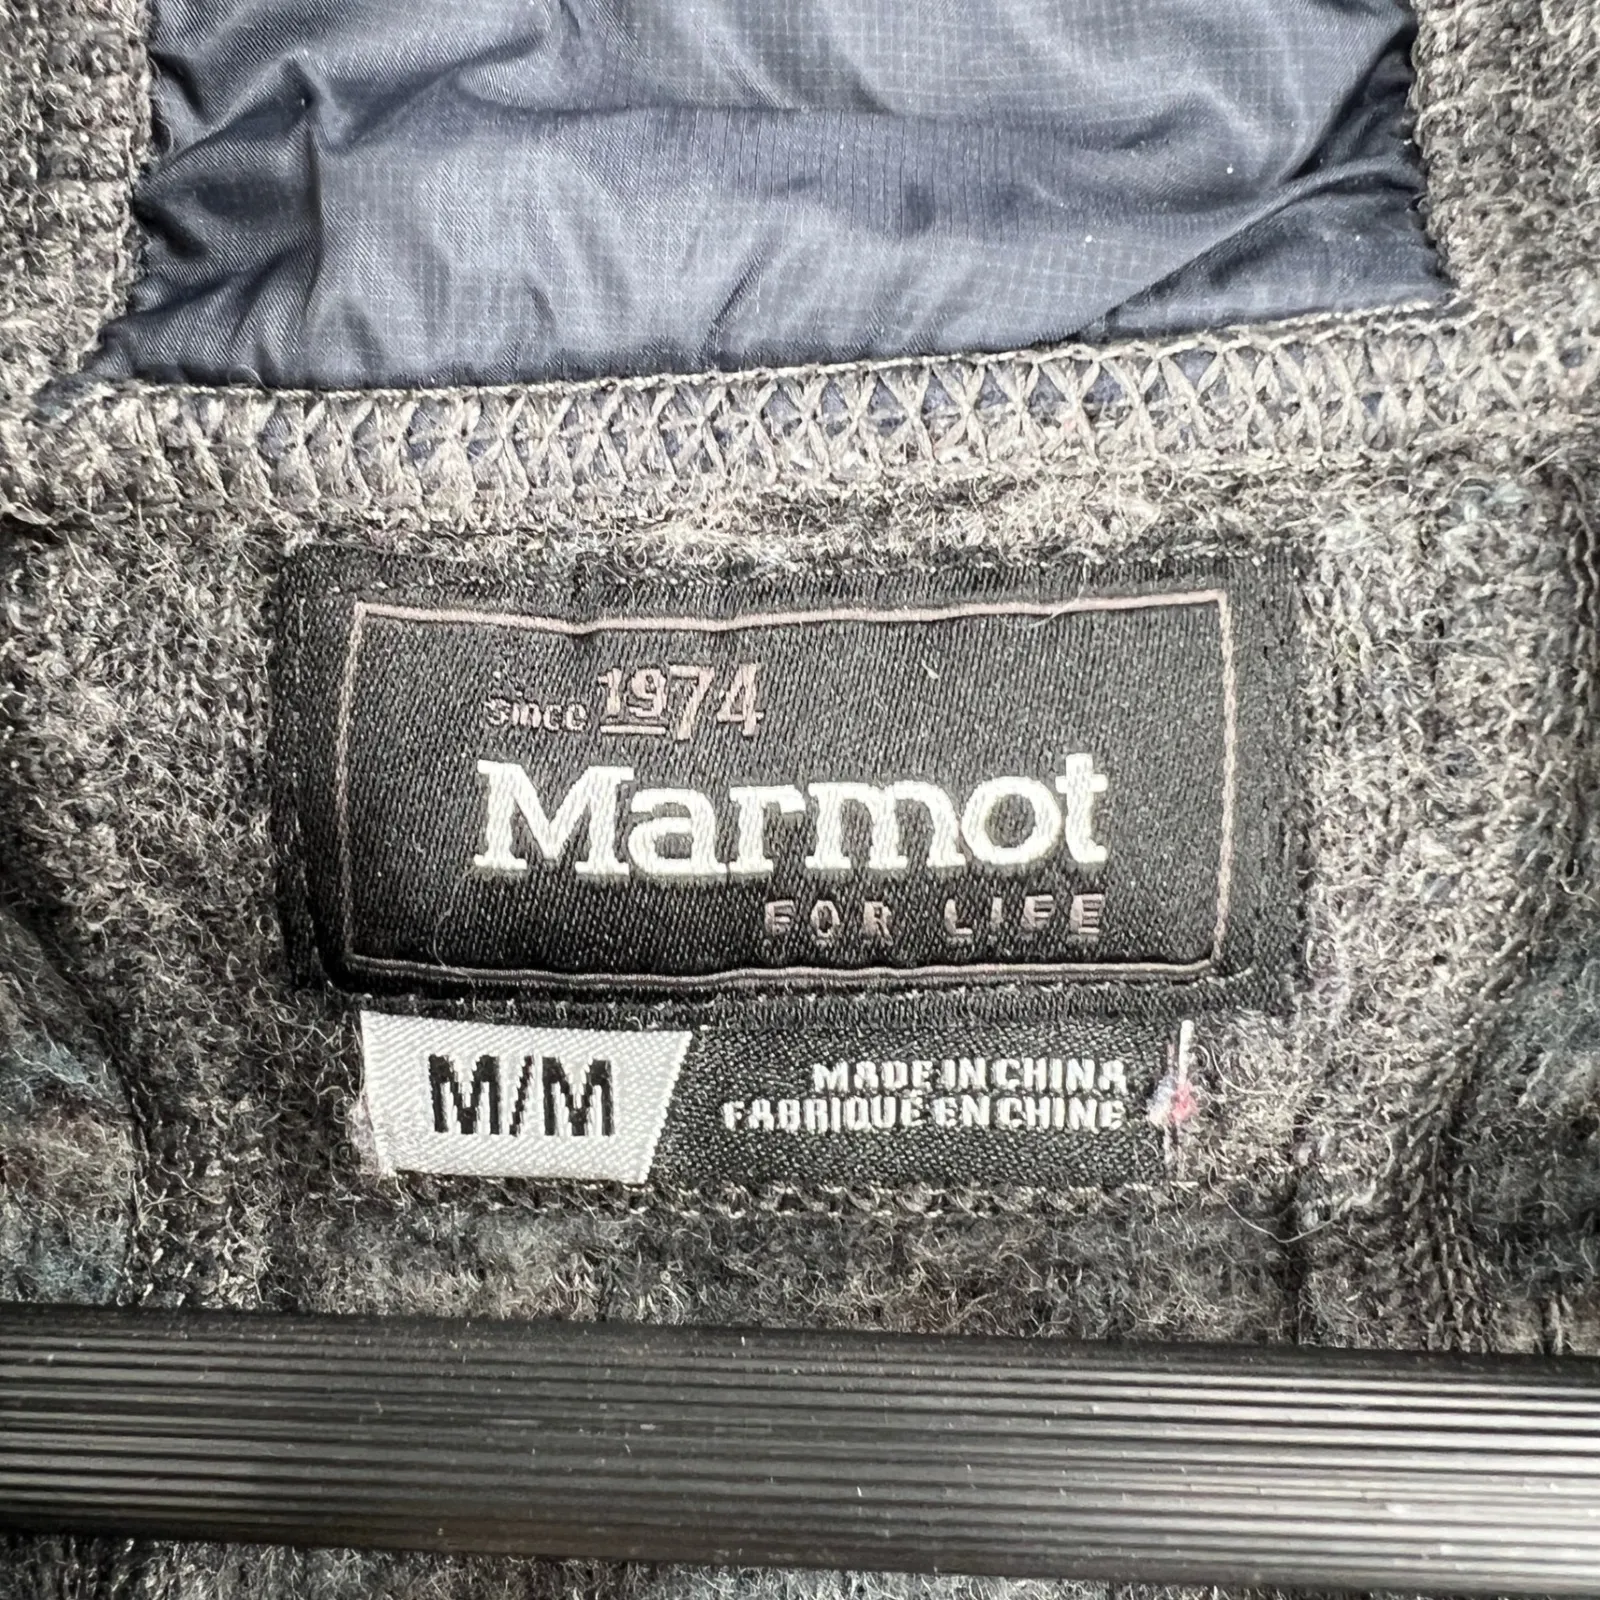 since 1974
Marmot
FOR LIFE
M/M
MADE IN CHINA
FABRIQUÉ EN CHINE